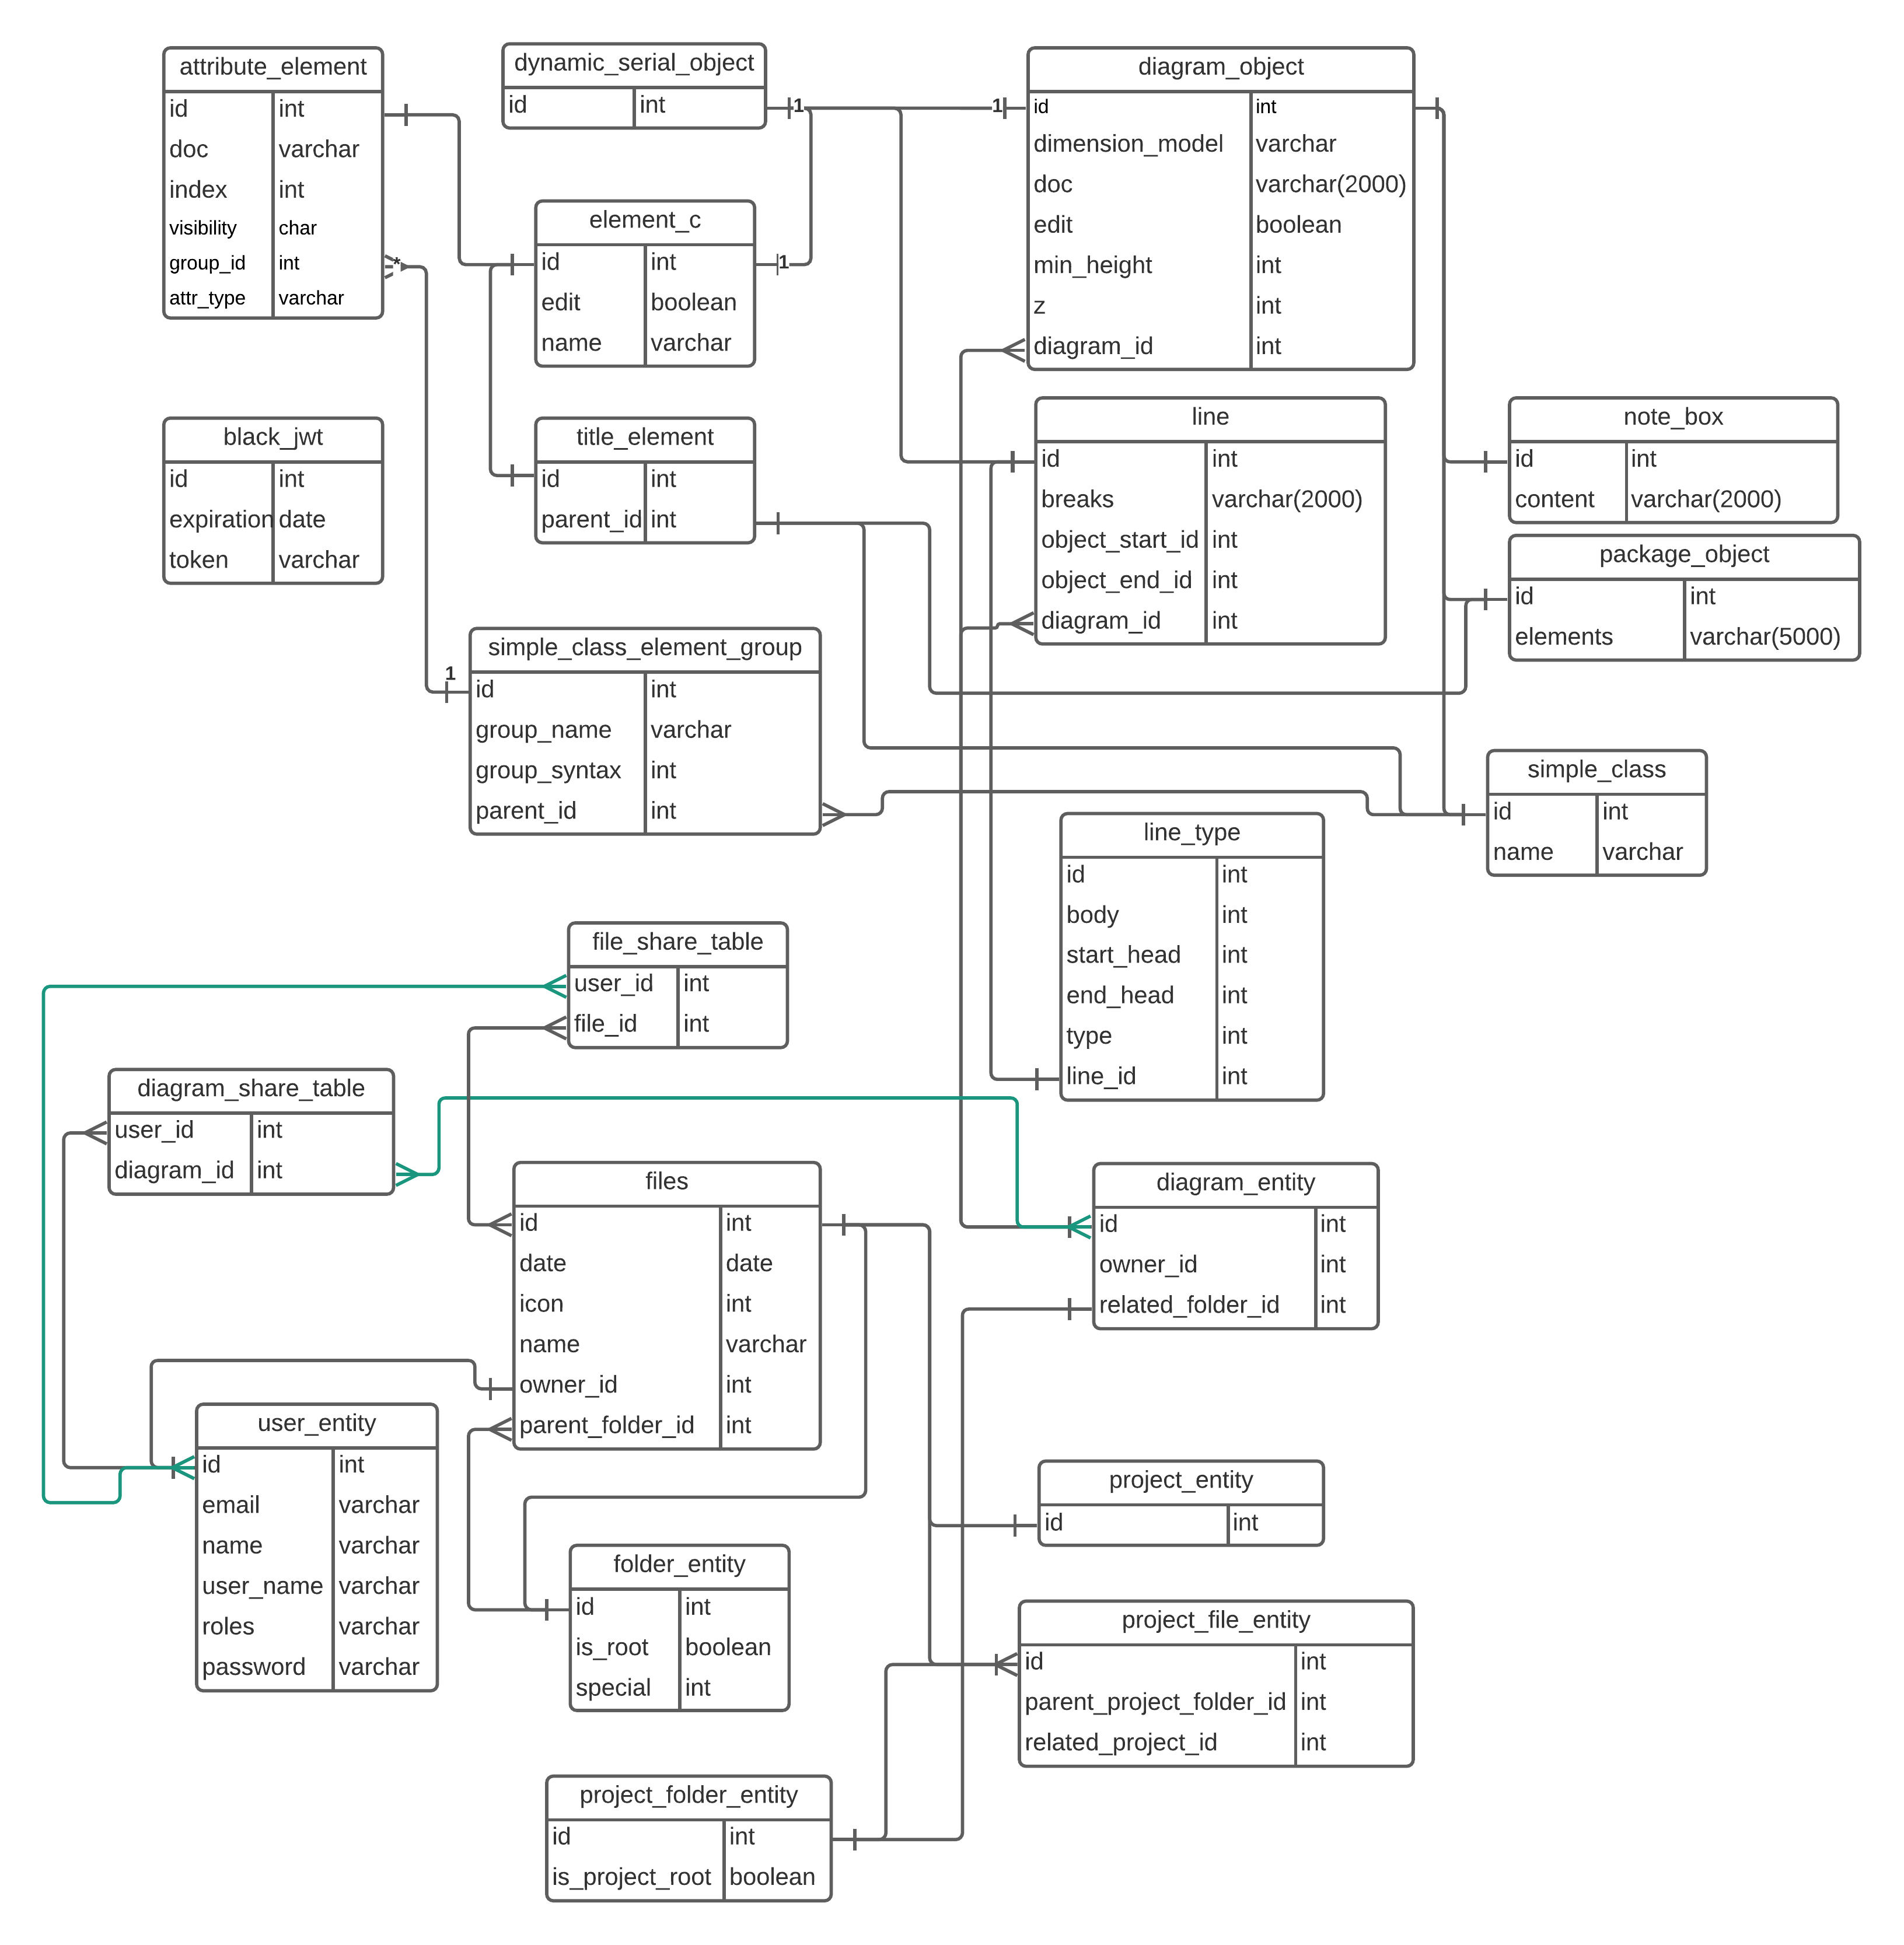 attribute_element
id int
doc varchar
index int
visibility char
group_id int
attr_type varchar
*
dynamic_serial_object
id int
1
1
diagram_object
id int
dimension_model varchar
doc varchar(2000)
edit boolean
min_height int
z int
diagram_id int
element_c
id int
edit boolean
name varchar
1
black_jwt
id int
expiration date
token varchar
title_element
id int
parent_id int
line
id int
breaks varchar(2000)
object_start_id int
object_end_id int
diagram_id int
note_box
id int
content varchar(2000)
package_object
id int
elements varchar(5000)
simple_class_element_group
1
id int
group_name varchar
group_syntax int
parent_id int
simple_class
id int
name varchar
line_type
id int
body int
start_head int
end_head int
type int
line_id int
file_share_table
user_id int
file_id int
diagram_share_table
user_id int
diagram_id int
files
id int
date date
icon int
name varchar
owner_id int
parent_folder_id int
diagram_entity
id int
owner_id int
related_folder_id int
user_entity
id int
email varchar
name varchar
user_name varchar
roles varchar
password varchar
project_entity
id int
folder_entity
id int
is_root boolean
special int
project_file_entity
id int
parent_project_folder_id int
related_project_id int
project_folder_entity
id int
is_project_root boolean